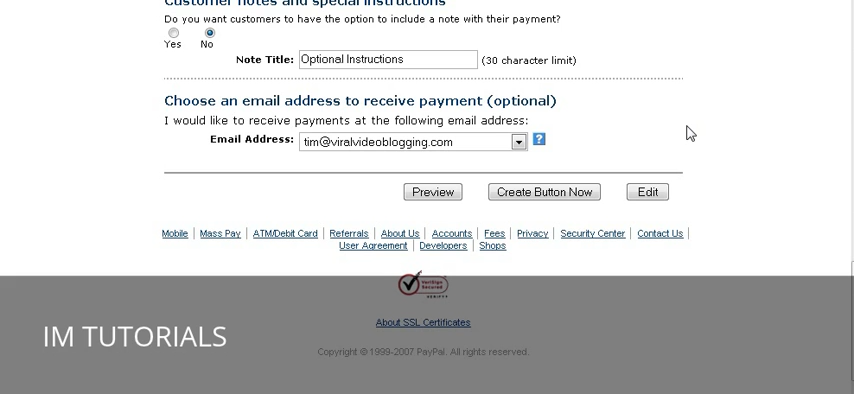 Customer notes and special instructions
Do you want customers to have the option to include a note with their payment?
Yes No
Note Title: Optional Instructions (30 character limit)
Choose an email address to receive payment (optional)
I would like to receive payments at the following email address:
Email Address: tim@viralvideoblogging.com ?
Preview Create Button Now Edit
Mobile | Mass Pay | ATM/Debit Card | Referrals | About Us | Accounts | Fees | Privacy | Security Center | Contact Us |
User Agreement | Developers | Shops
VeriSign
Secured
VERIFY
About SSL Certificates
IM TUTORIALS
Copyright © 1999-2007 PayPal. All rights reserved.